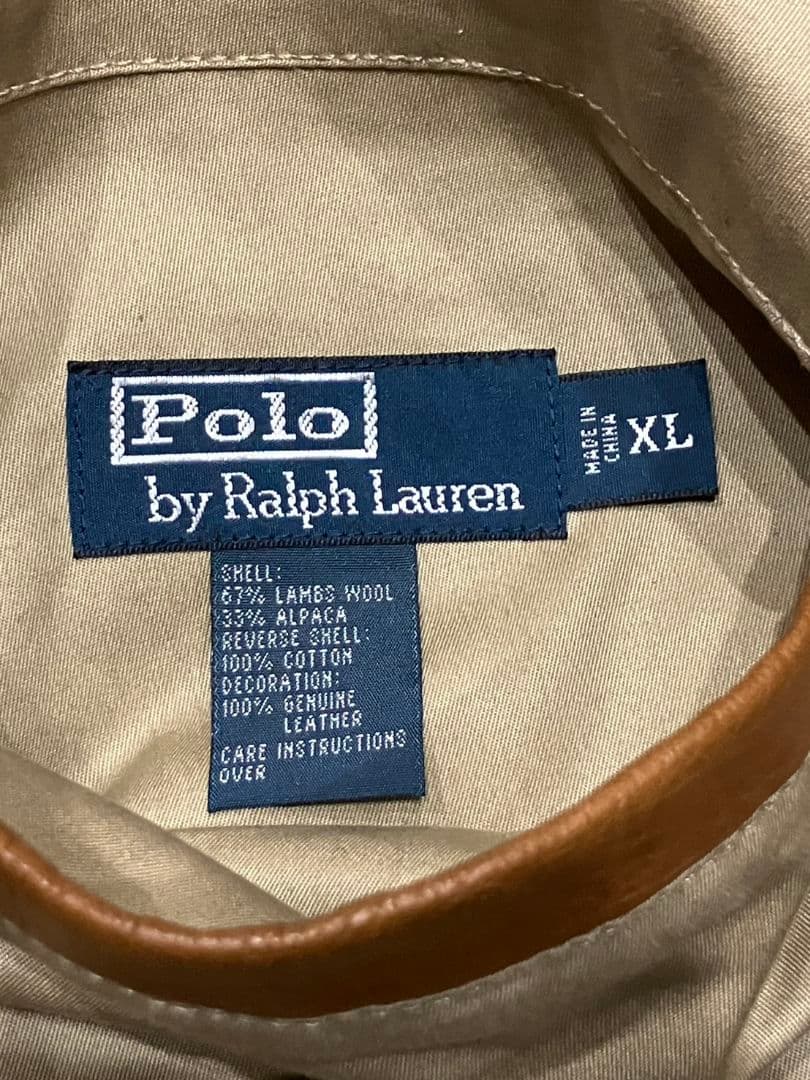 Polo
by Ralph Lauren
MADE IN
CHINA
XL
SHELL:
67% LAMBS WOOL
33% ALPACA
REVERSE SHELL:
100% COTTON
DECORATION:
100% GENUINE
LEATHER
CARE INSTRUCTIONS
OVER